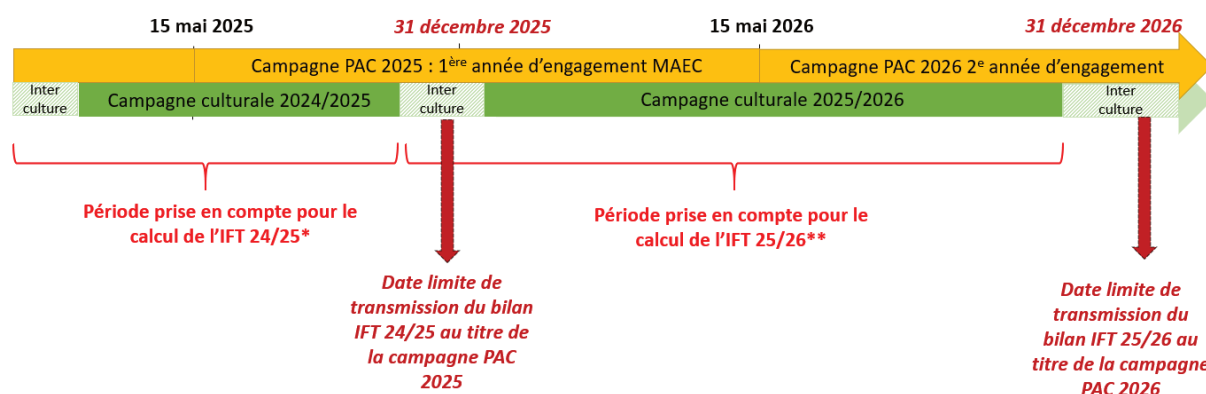 15 mai 2025
31 décembre 2025
15 mai 2026
31 décembre 2026
Campagne PAC 2025 : 1ère année d’engagement MAEC
Campagne PAC 2026 2e année d’engagement
Inter
culture
Campagne culturale 2024/2025
Inter
culture
Campagne culturale 2025/2026
Inter
culture
Période prise en compte pour le
calcul de l’IFT 24/25*
Période prise en compte pour le
calcul de l’IFT 25/26**
Date limite de
transmission du bilan
IFT 24/25 au titre de
la campagne PAC
2025
Date limite de
transmission du
bilan IFT 25/26 au
titre de la campagne
PAC 2026